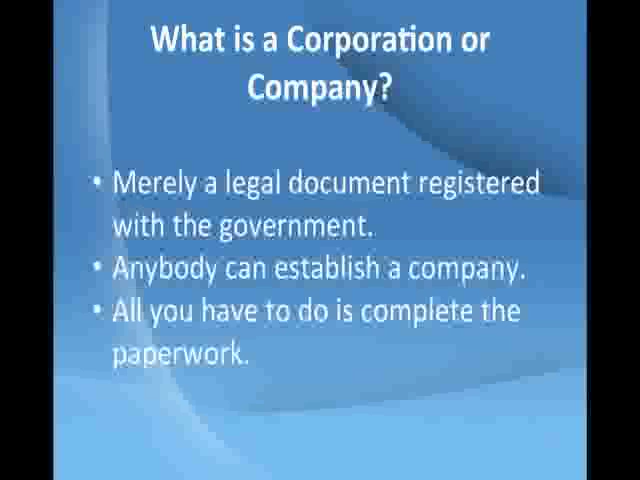 What is a Corporation or
Company?
• Merely a legal document registered
with the government.
• Anybody can establish a company.
• All you have to do is complete the
paperwork.